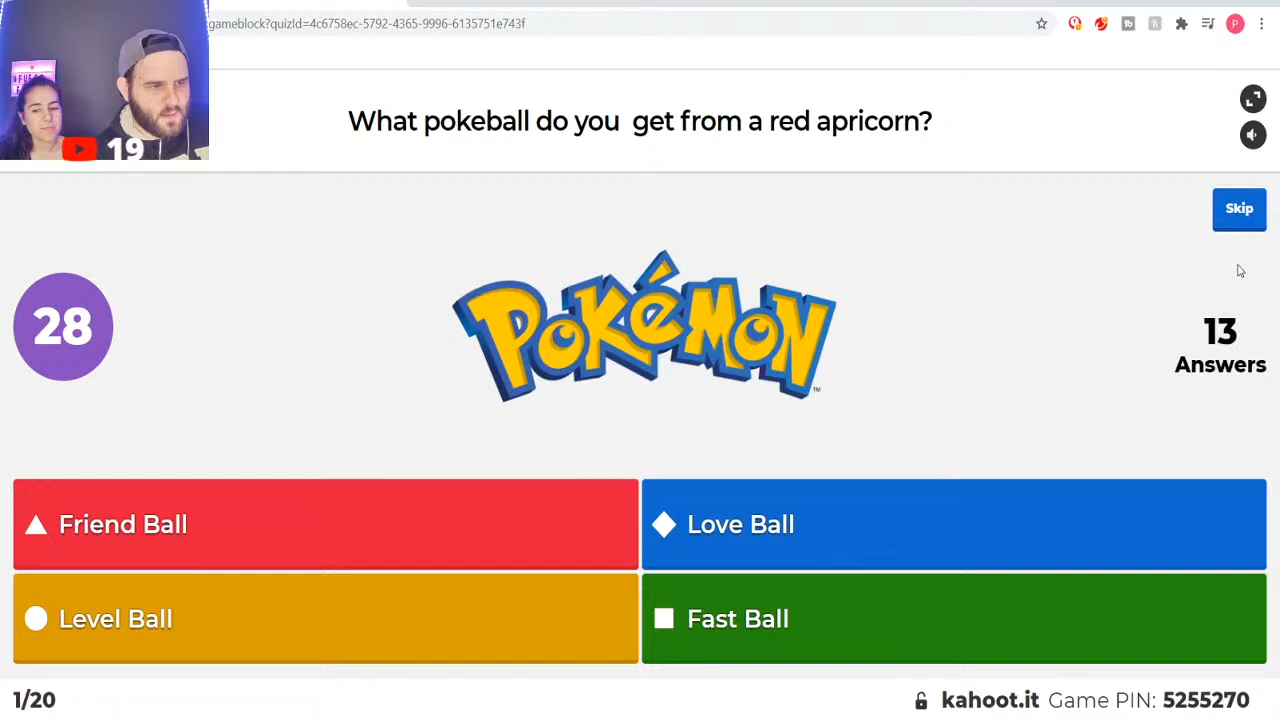 gameblock?quizId=4c6758ec-5792-4365-9996-6135751e743f
19
What pokeball do you get from a red apricorn?
Skip
28
POKÉMON
TM
13
Answers
Friend Ball
Love Ball
Level Ball
Fast Ball
1/20
kahoot.it Game PIN: 5255270